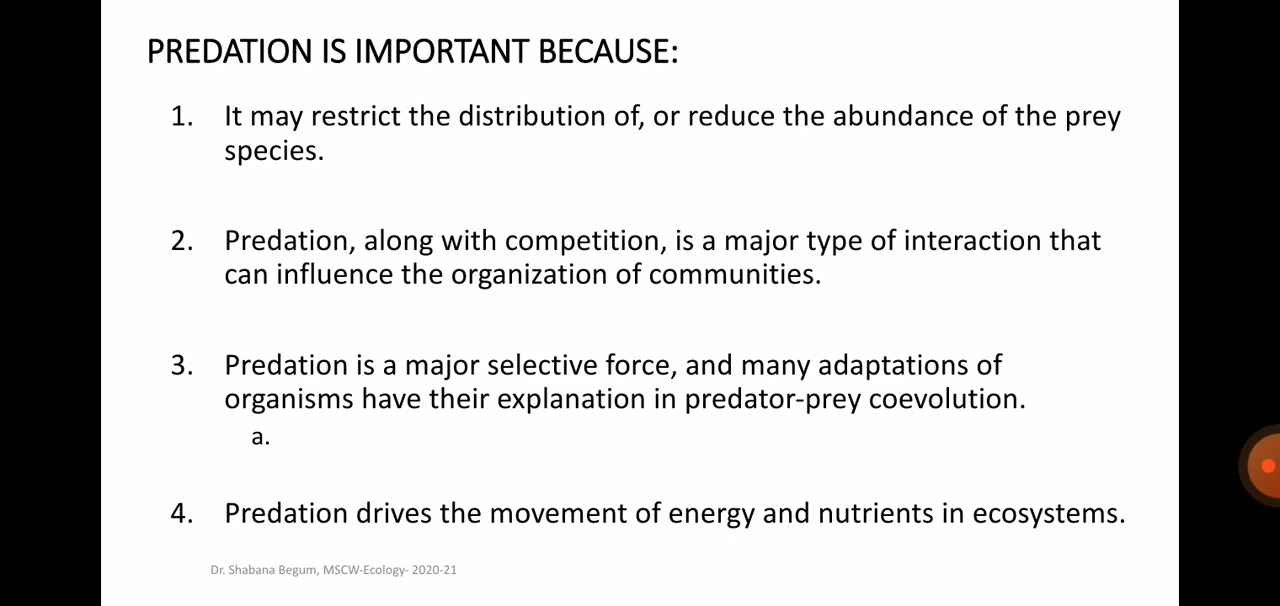 PREDATION IS IMPORTANT BECAUSE:
1. It may restrict the distribution of, or reduce the abundance of the prey
species.
2. Predation, along with competition, is a major type of interaction that
can influence the organization of communities.
3. Predation is a major selective force, and many adaptations of
organisms have their explanation in predator-prey coevolution.
a.
4. Predation drives the movement of energy and nutrients in ecosystems.
Dr. Shabana Begum, MSCW-Ecology- 2020-21